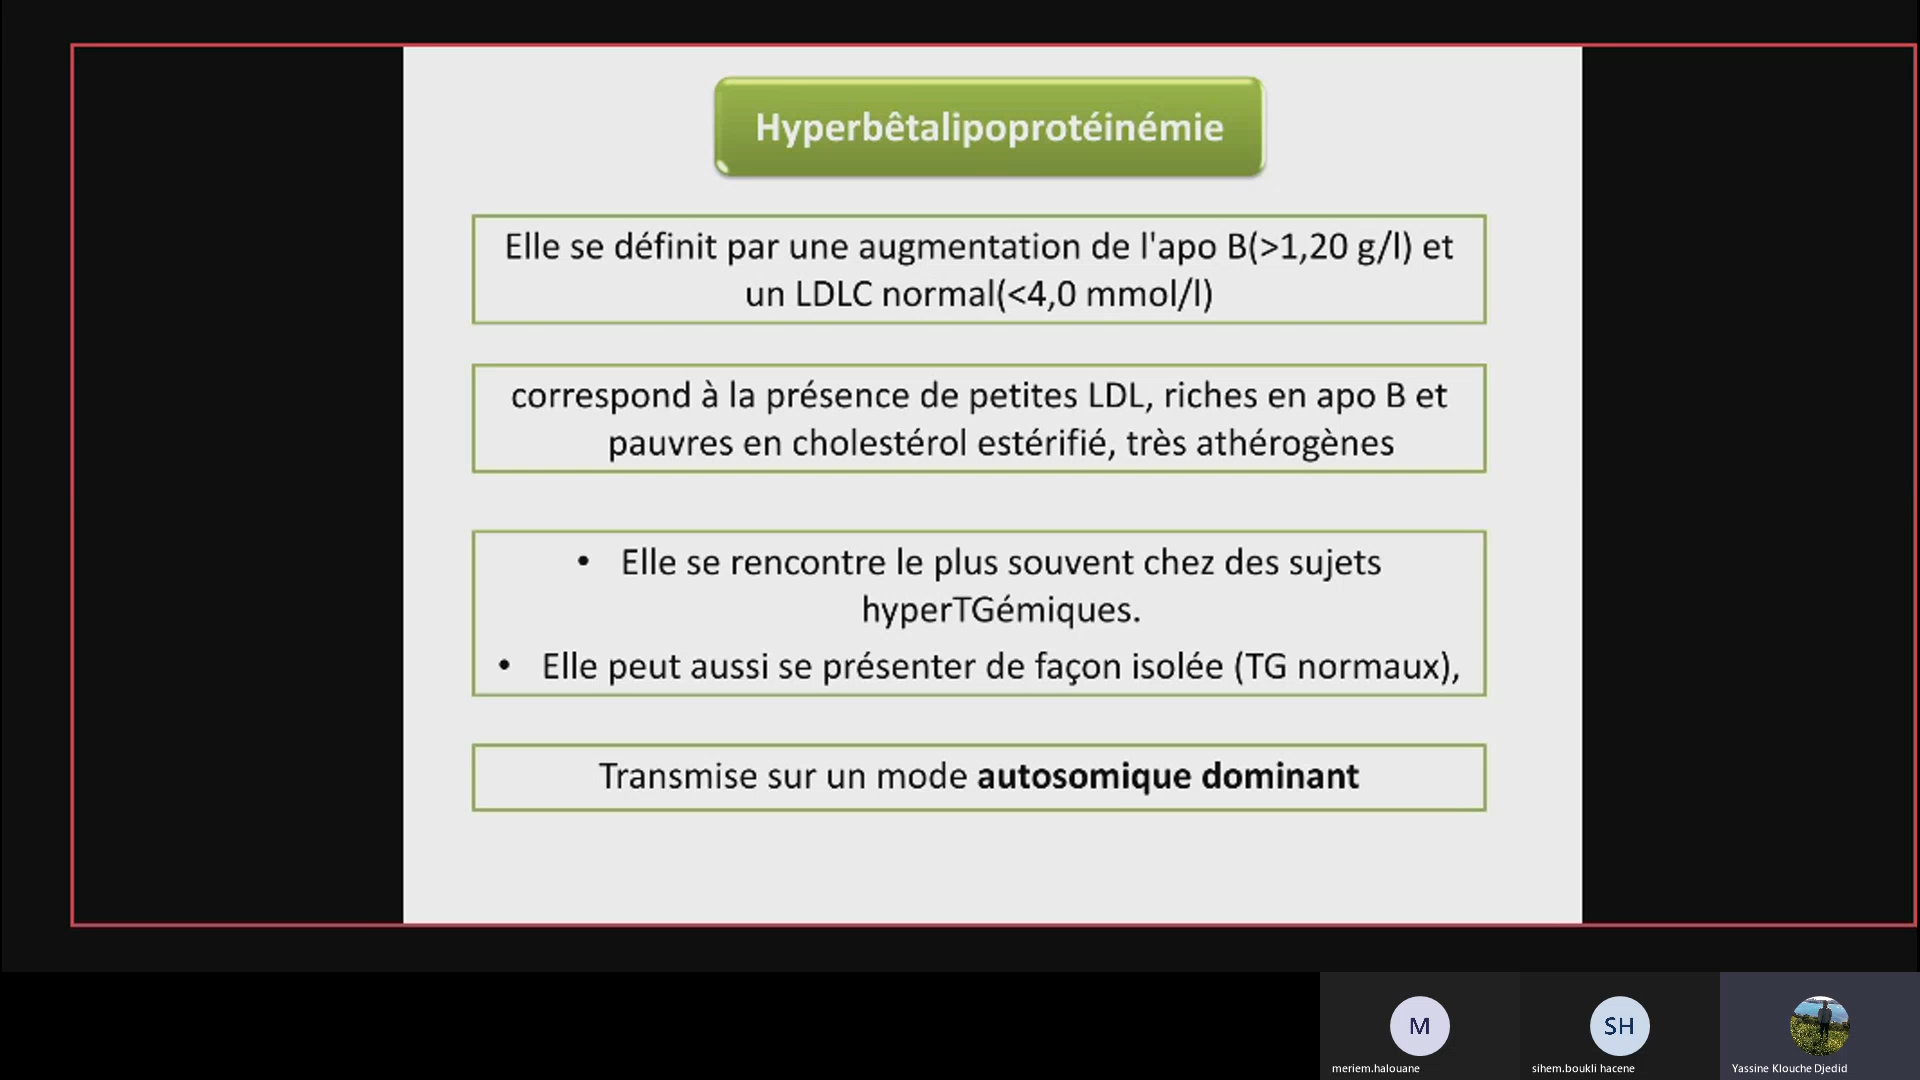 Hyperbêtalipoprotéinémie
Elle se définit par une augmentation de l'apo B(>1,20 g/l) et
un LDLC normal(<4,0 mmol/l)
correspond à la présence de petites LDL, riches en apo B et
pauvres en cholestérol estérifié, très athérogènes
• Elle se rencontre le plus souvent chez des sujets
hyperTGémiques.
• Elle peut aussi se présenter de façon isolée (TG normaux),
Transmise sur un mode autosomique dominant
M
SH
meriem.halouane
sihem.boukli hacene
Yassine Klouche Djedid